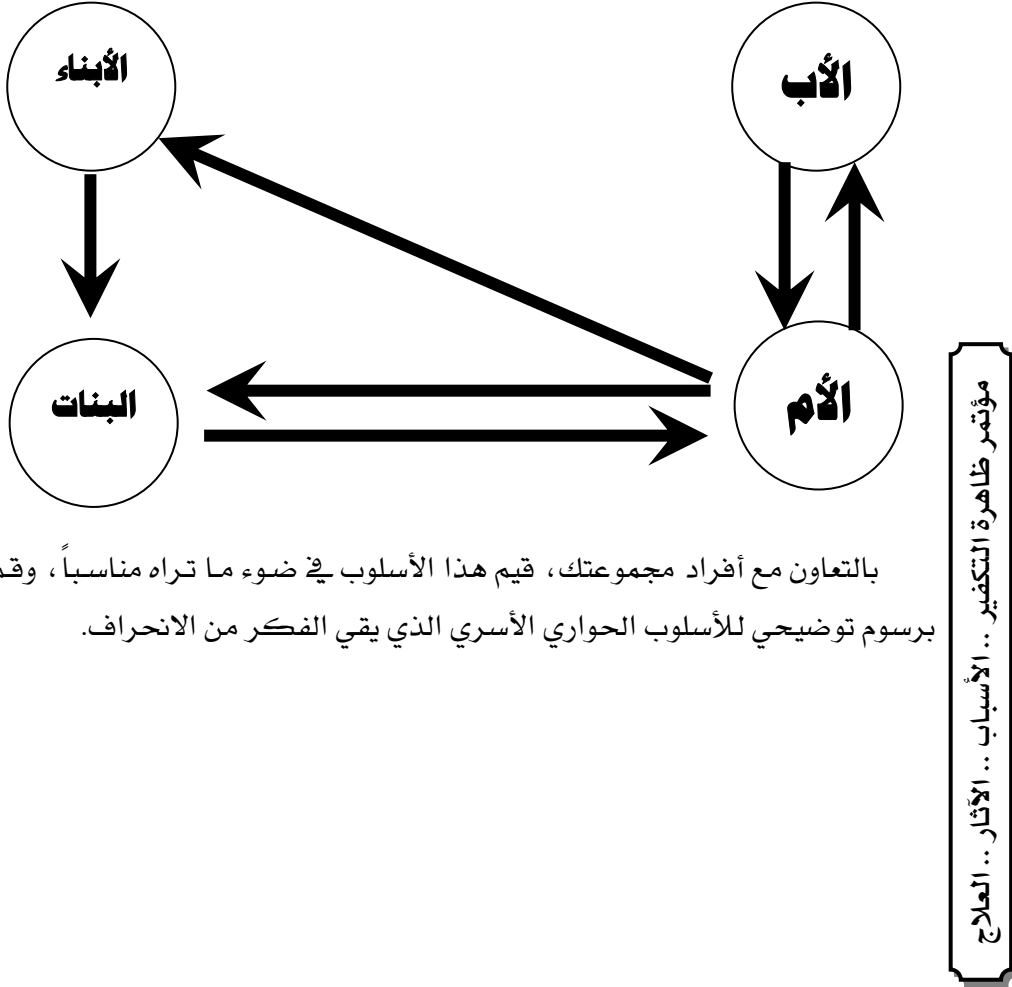 الأبناء
الأب
البنات
الأم
بالتعاون مع أفراد مجموعتك، قيم هذا الأسلوب في ضوء ما تراه مناسباً، وقم
برسوم توضيحي للأسلوب الحواري الأسري الذي يقي الفكر من الانحراف.
مؤتمر ظاهرة التكفير .. الأسباب .. الآثار .. العلاج